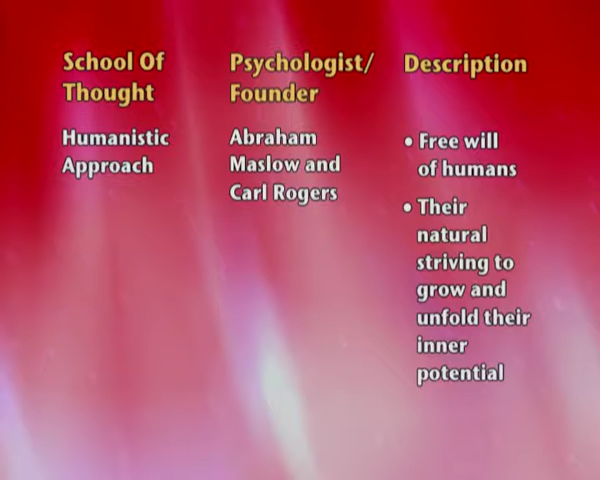 School Of
Thought
Psychologist/
Founder
Description
Humanistic
Approach
Abraham
Maslow and
Carl Rogers
• Free will
of humans
• Their
natural
striving to
grow and
unfold their
inner
potential